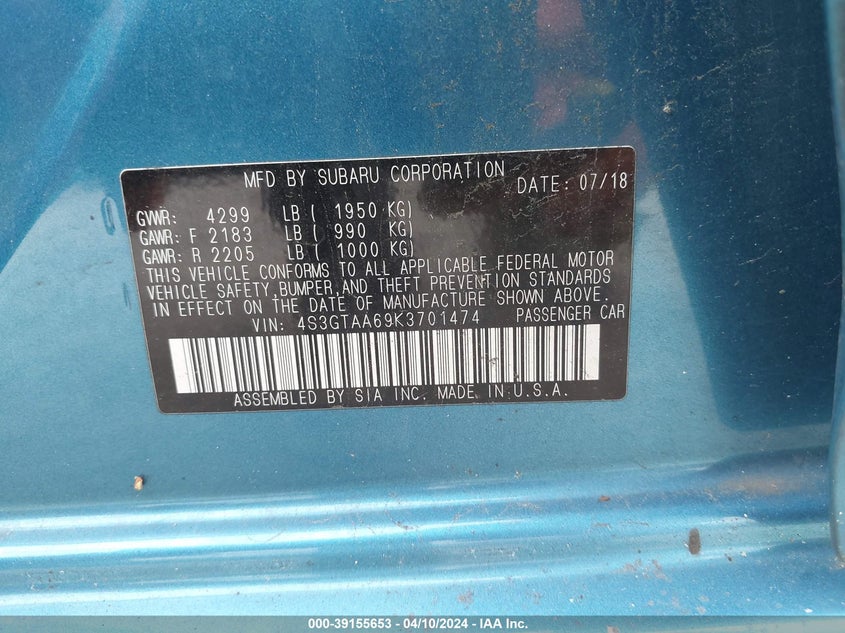 MFD BY SUBARU CORPORATION DATE: 07/18
GVWR: 4299 LB ( 1950 KG)
GAWR: F 2183 LB ( 990 KG)
GAWR: R 2205 LB ( 1000 KG)
THIS VEHICLE CONFORMS TO ALL APPLICABLE FEDERAL MOTOR
VEHICLE SAFETY, BUMPER, AND THEFT PREVENTION STANDARDS
IN EFFECT ON THE DATE OF MANUFACTURE SHOWN ABOVE.
VIN: 4S3GTAA69K3701474 PASSENGER CAR
ASSEMBLED BY SIA INC. MADE IN U.S.A.
000-39155653 - 04/10/2024 - IAA Inc.